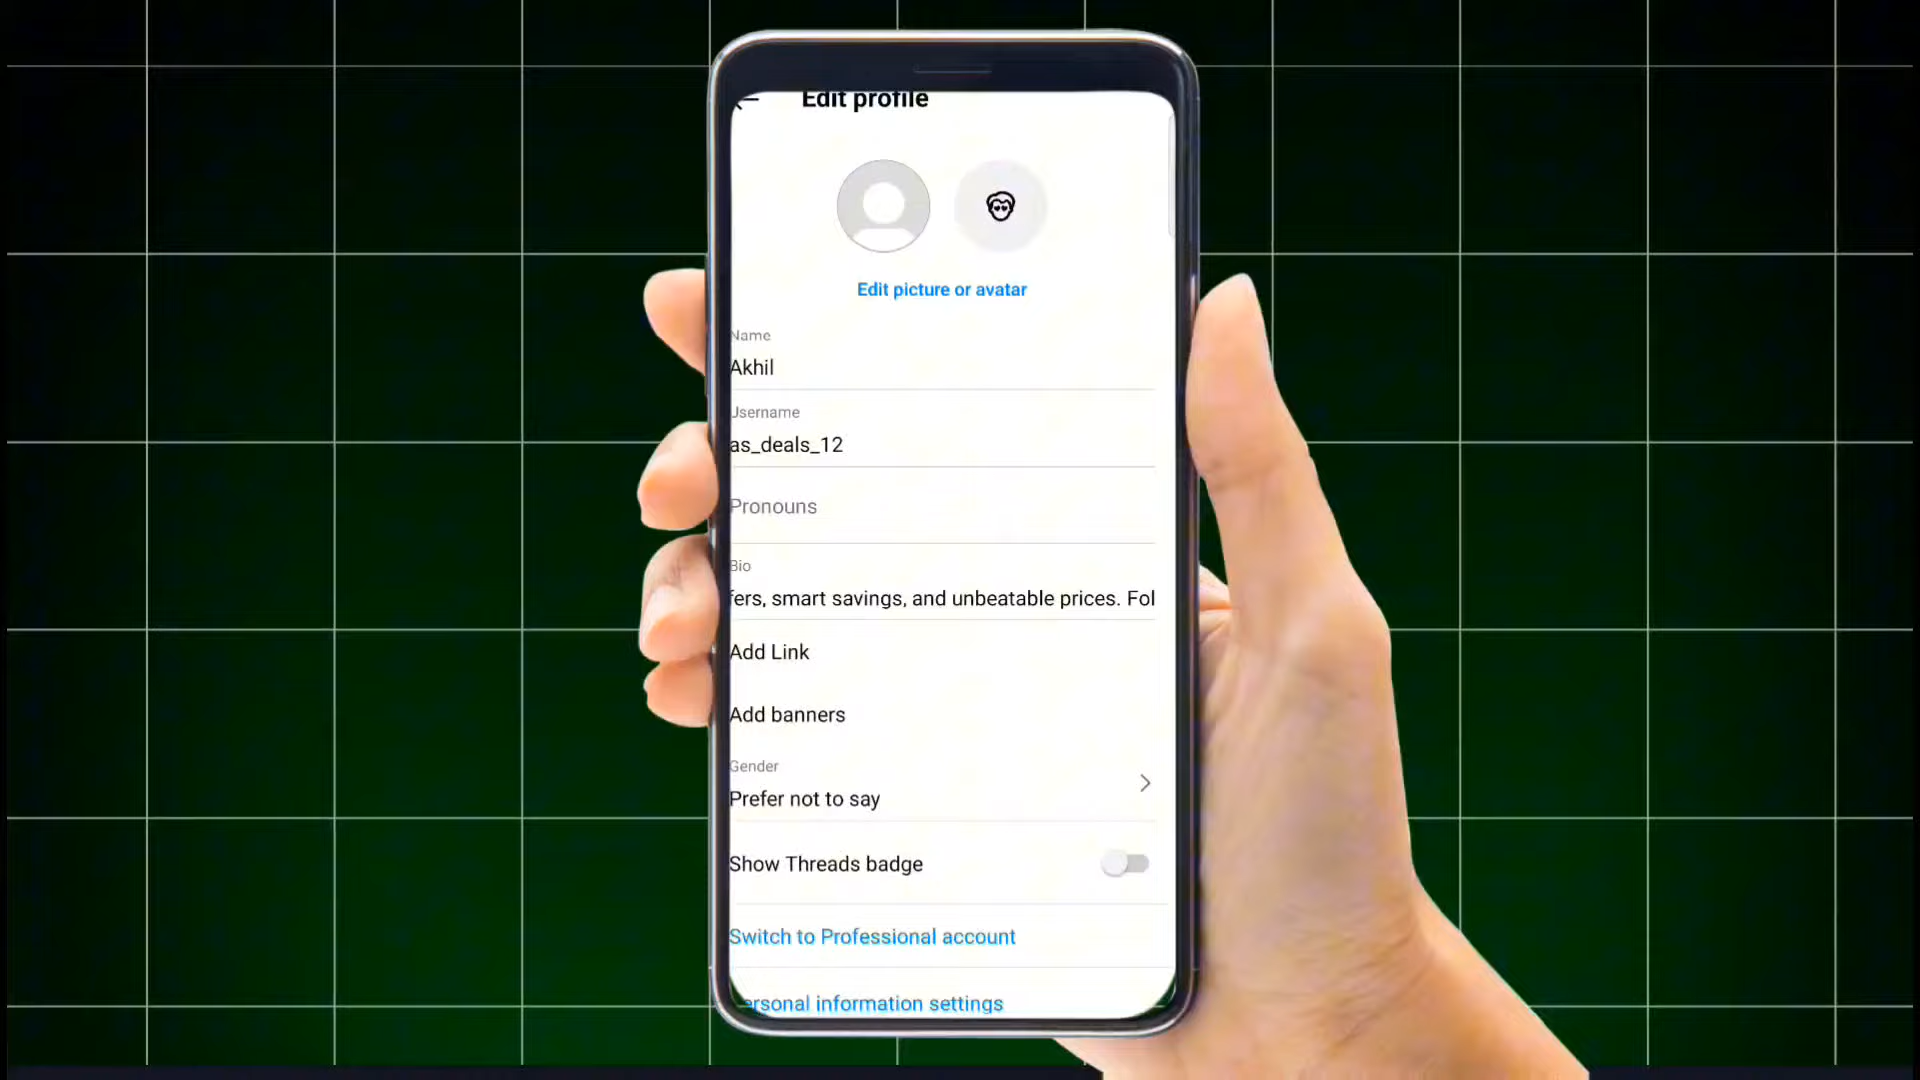 Edit profile
Edit picture or avatar
Name
Akhil
Username
as_deals_12
Pronouns
Bio
fers, smart savings, and unbeatable prices. Fol
Add Link
Add banners
Gender
Prefer not to say
Show Threads badge
Switch to Professional account
ersonal information settings